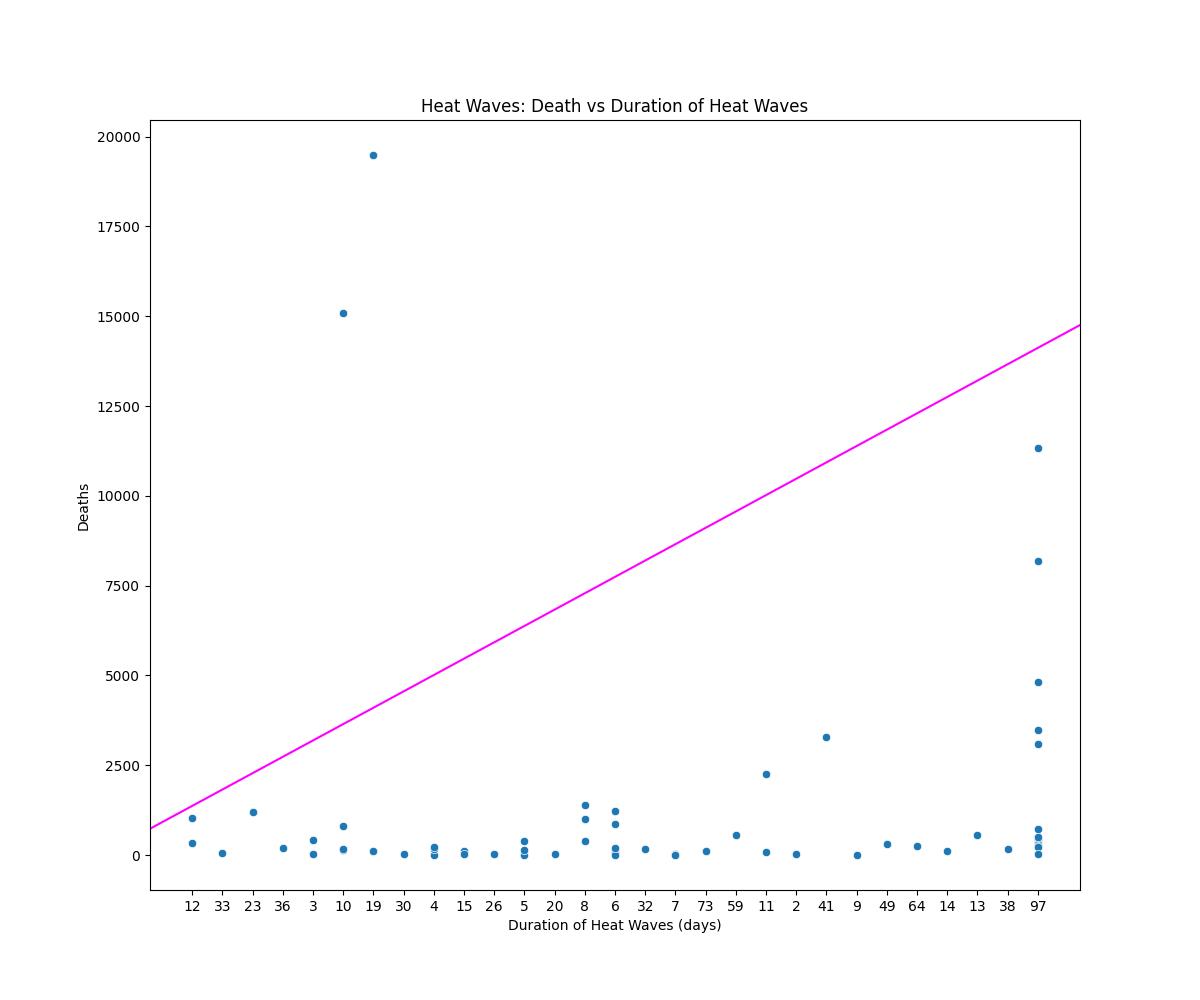 Heat Waves: Death vs Duration of Heat Waves
20000
17500
15000
12500
10000
7500
5000
2500
0
Deaths
12 33 23 36 3 10 19 30 4 15 26 5 20 8 6 32 7 73 59 11 2 41 9 49 64 14 13 38 97
Duration of Heat Waves (days)